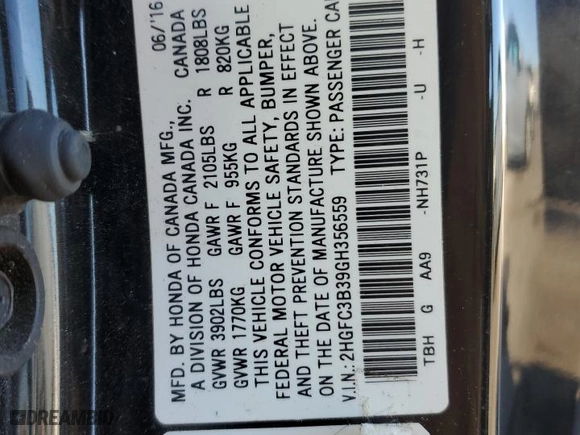 MFD. BY HONDA OF CANADA MFG., 06/'16
A DIVISION OF HONDA CANADA INC. CANADA
GVWR 3902LBS GAWR F 2105LBS R 1808LBS
GVWR 1770KG GAWR F 955KG R 820KG
THIS VEHICLE CONFORMS TO ALL APPLICABLE
FEDERAL MOTOR VEHICLE SAFETY, BUMPER,
AND THEFT PREVENTION STANDARDS IN EFFECT
ON THE DATE OF MANUFACTURE SHOWN ABOVE.
V.I.N.: 2HGFC3B39GH356559 TYPE: PASSENGER CA
TBH G AA9 -NH731P -U -H
DREAMBID